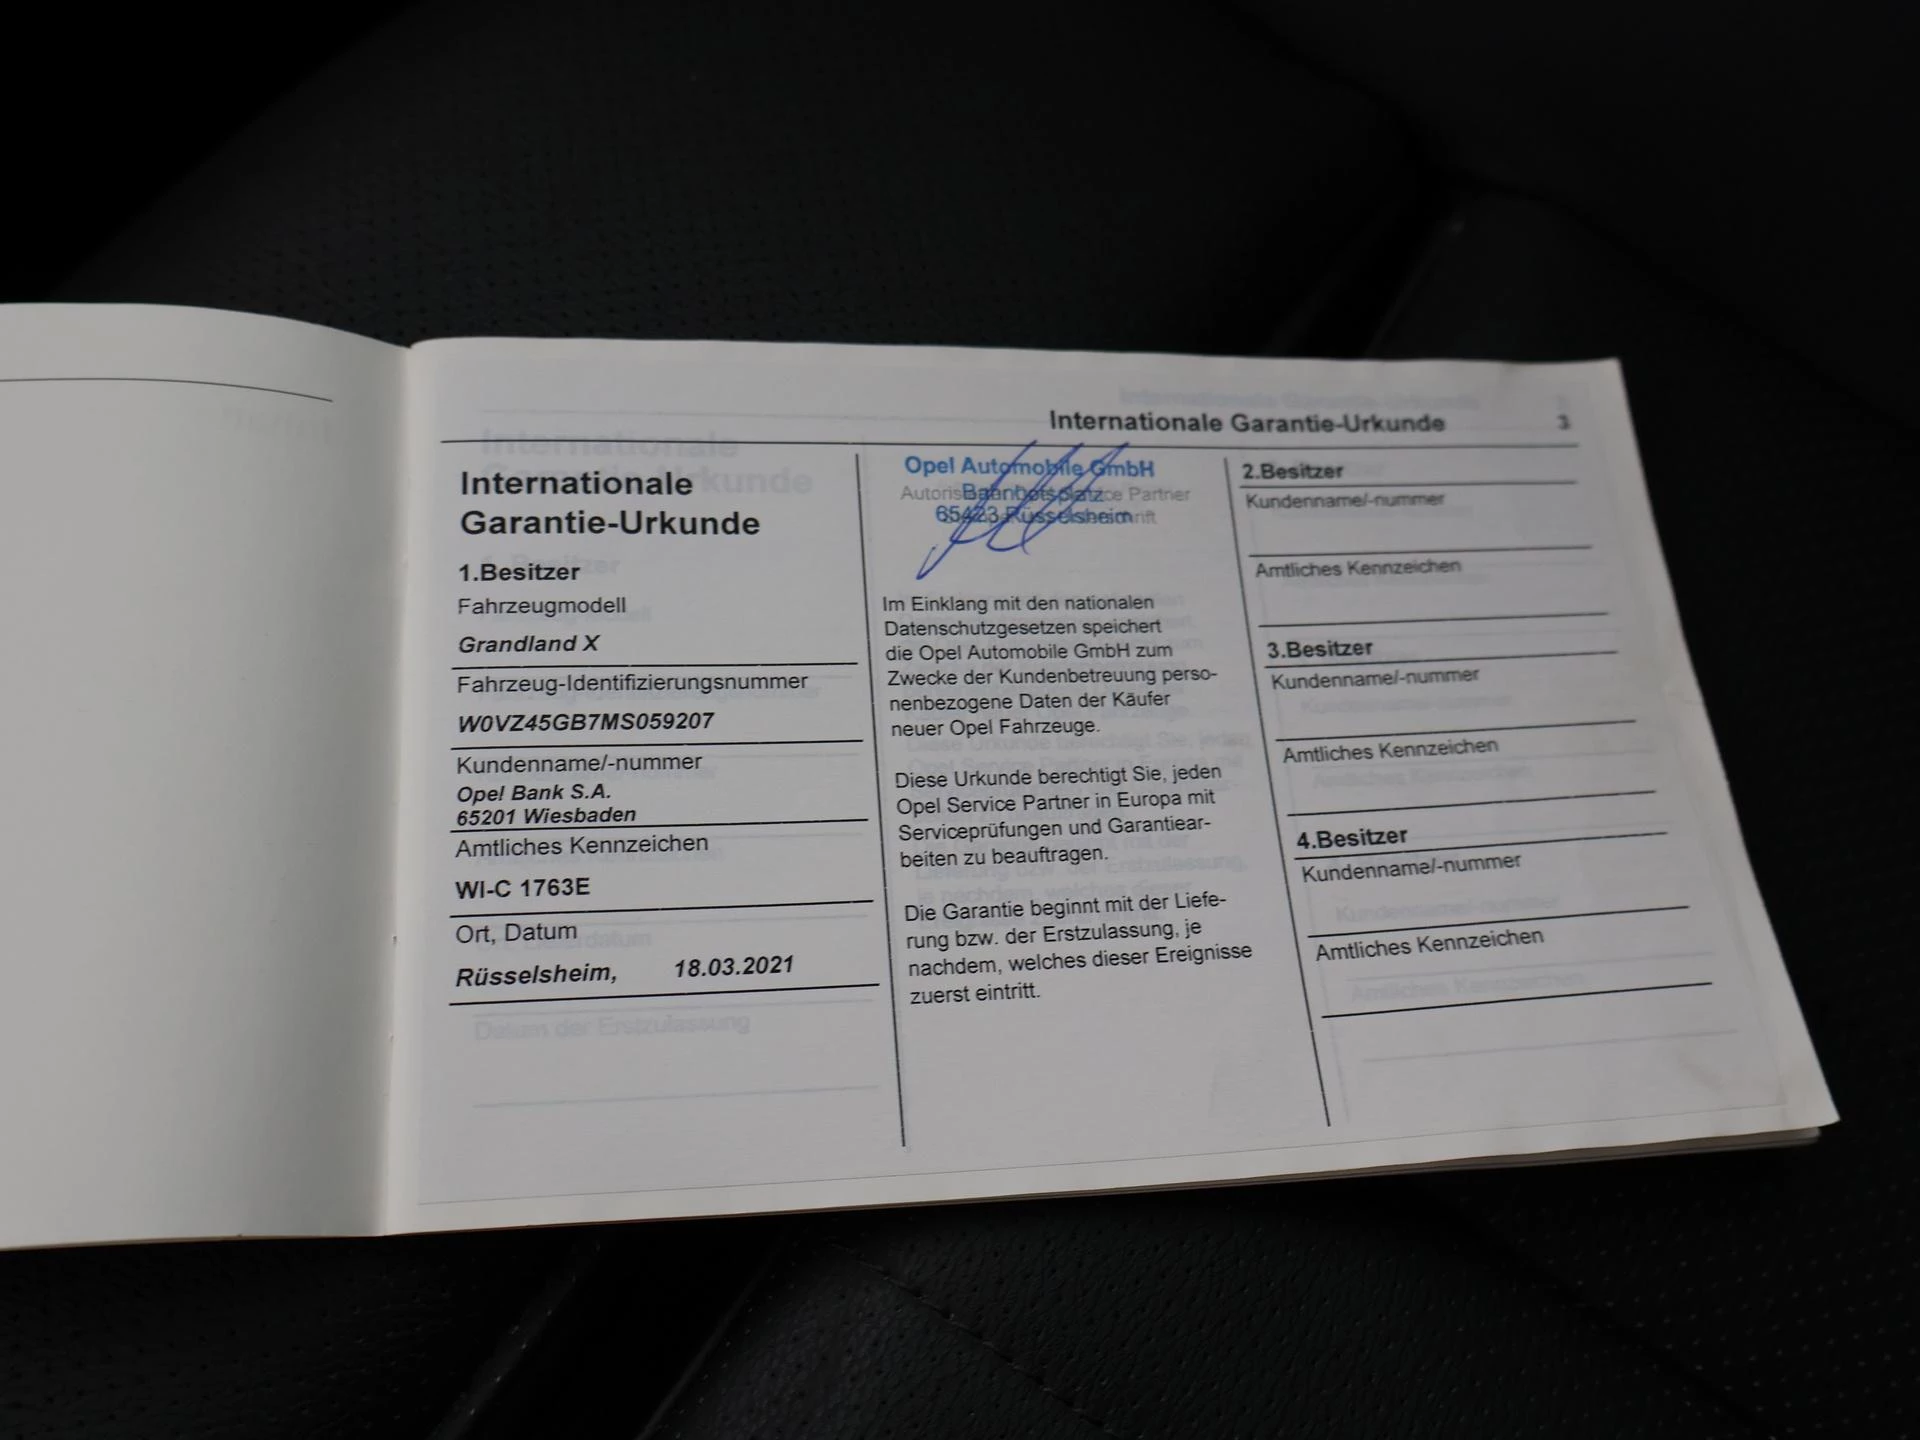 Internationale Garantie-Urkunde 3
Internationale
Garantie-Urkunde
1.Besitzer
Fahrzeugmodell
Grandland X
Fahrzeug-Identifizierungsnummer
W0VZ45GB7MS059207
Kundenname/-nummer
Opel Bank S.A.
65201 Wiesbaden
Amtliches Kennzeichen
WI-C 1763E
Ort, Datum
Rüsselsheim, 18.03.2021
Opel Automobile GmbH
Bahnhofsplatz
Partner
65423 Rüsselsheim
Im Einklang mit den nationalen
Datenschutzgesetzen speichert
die Opel Automobile GmbH zum
Zwecke der Kundenbetreuung perso-
nenbezogene Daten der Käufer
neuer Opel Fahrzeuge.
Diese Urkunde berechtigt Sie, jeden
Opel Service Partner in Europa mit
Serviceprüfungen und Garantiear-
beiten zu beauftragen.
Die Garantie beginnt mit der Liefe-
rung bzw. der Erstzulassung, je
nachdem, welches dieser Ereignisse
zuerst eintritt.
2.Besitzer
Kundenname/-nummer
Amtliches Kennzeichen
3.Besitzer
Kundenname/-nummer
Amtliches Kennzeichen
4.Besitzer
Kundenname/-nummer
Amtliches Kennzeichen